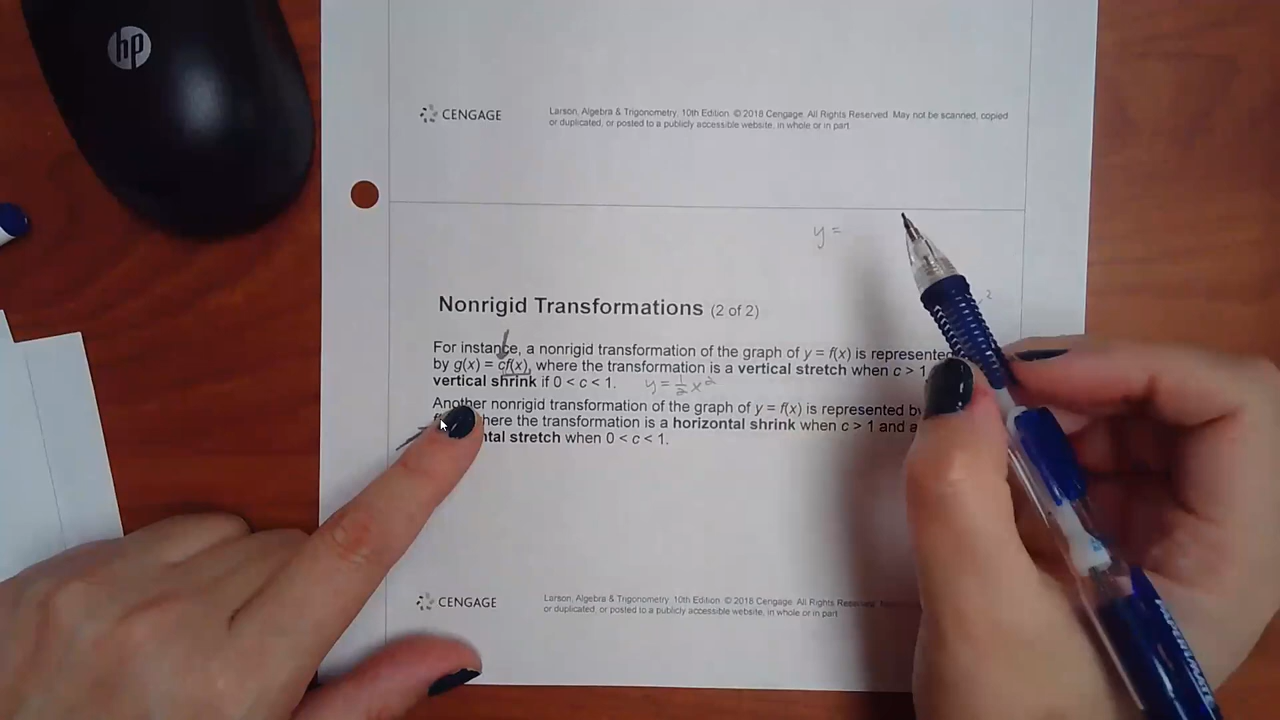 hp
CENGAGE
Larson, Algebra & Trigonometry, 10th Edition. © 2018 Cengage. All Rights Reserved. May not be scanned, copied
or duplicated, or posted to a publicly accessible website, in whole or in part.
y =
Nonrigid Transformations (2 of 2)
2
For instance, a nonrigid transformation of the graph of y = f(x) is represented
by g(x) = cf(x), where the transformation is a vertical stretch when c > 1
vertical shrink if 0 < c < 1. y = 1/2 x²
Another nonrigid transformation of the graph of y = f(x) is represented by
here the transformation is a horizontal shrink when c > 1 and a
ntal stretch when 0 < c < 1.
CENGAGE
Larson, Algebra & Trigonometry, 10th Edition. © 2018 Cengage. All Rights Reserved.
or duplicated, or posted to a publicly accessible website, in whole or in part.